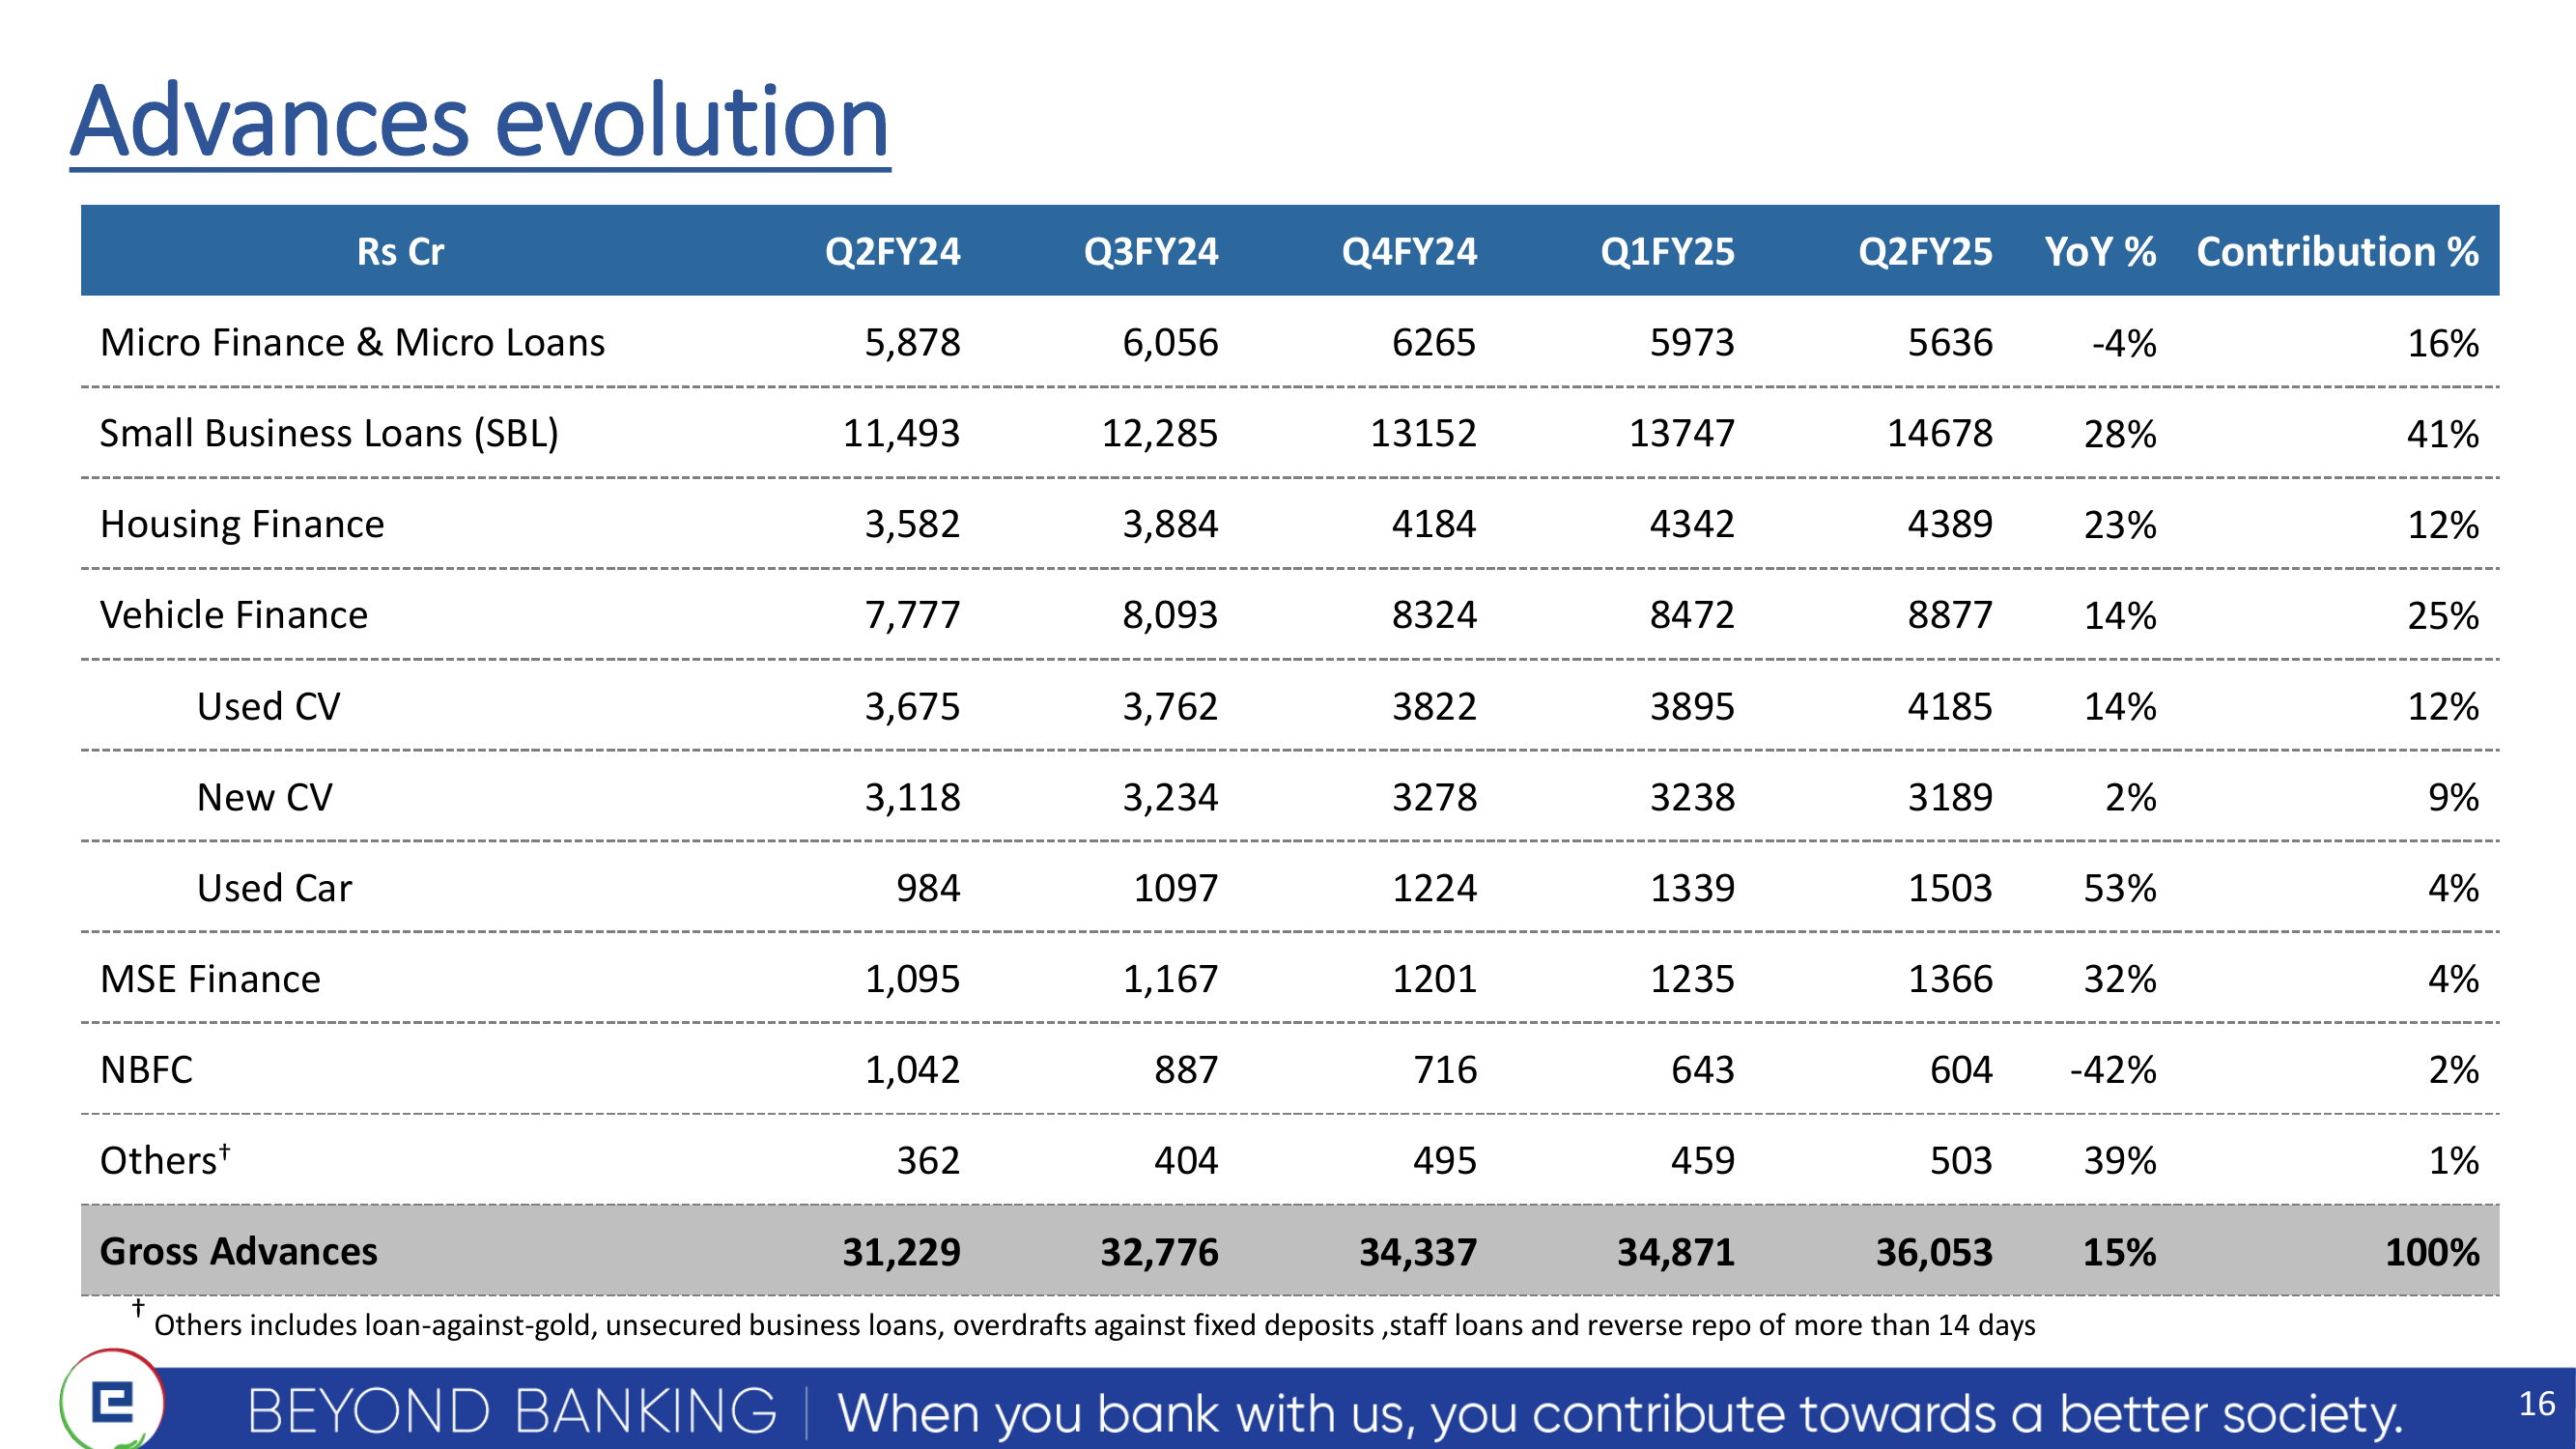 Advances evolution
Rs Cr Q2FY24 Q3FY24 Q4FY24 Q1FY25 Q2FY25 YoY % Contribution %
Micro Finance & Micro Loans 5,878 6,056 6265 5973 5636 -4% 16%
Small Business Loans (SBL) 11,493 12,285 13152 13747 14678 28% 41%
Housing Finance 3,582 3,884 4184 4342 4389 23% 12%
Vehicle Finance 7,777 8,093 8324 8472 8877 14% 25%
Used CV 3,675 3,762 3822 3895 4185 14% 12%
New CV 3,118 3,234 3278 3238 3189 2% 9%
Used Car 984 1097 1224 1339 1503 53% 4%
MSE Finance 1,095 1,167 1201 1235 1366 32% 4%
NBFC 1,042 887 716 643 604 -42% 2%
Others† 362 404 495 459 503 39% 1%
Gross Advances 31,229 32,776 34,337 34,871 36,053 15% 100%
† Others includes loan-against-gold, unsecured business loans, overdrafts against fixed deposits ,staff loans and reverse repo of more than 14 days
BEYOND BANKING | When you bank with us, you contribute towards a better society. 16